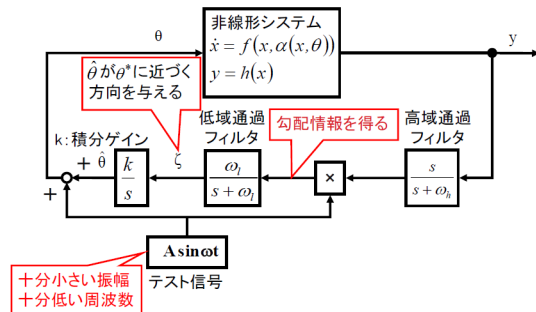 非線形システム
θ
ẋ = f(x,α(x,θ))
y = h(x)
y
θ̂がθ*に近づく
方向を与える
低域通過
フィルタ
勾配情報を得る
高域通過
フィルタ
k:積分ゲイン
+ θ̂
k/s
ζ
ω_l/(s+ω_l)
×
s/(s+ω_h)
+
Asinωt
テスト信号
十分小さい振幅
十分低い周波数